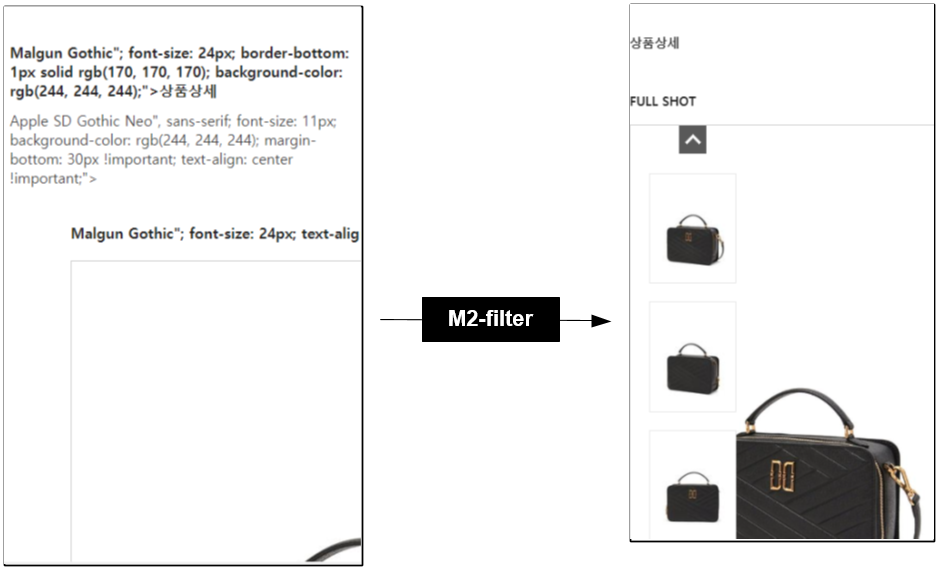 Malgun Gothic"; font-size: 24px; border-bottom:
1px solid rgb(170, 170, 170); background-color:
rgb(244, 244, 244);">상품상세
Apple SD Gothic Neo", sans-serif; font-size: 11px;
background-color: rgb(244, 244, 244); margin-
bottom: 30px !important; text-align: center
!important;">
Malgun Gothic"; font-size: 24px; text-alig
M2-filter
상품상세
FULL SHOT